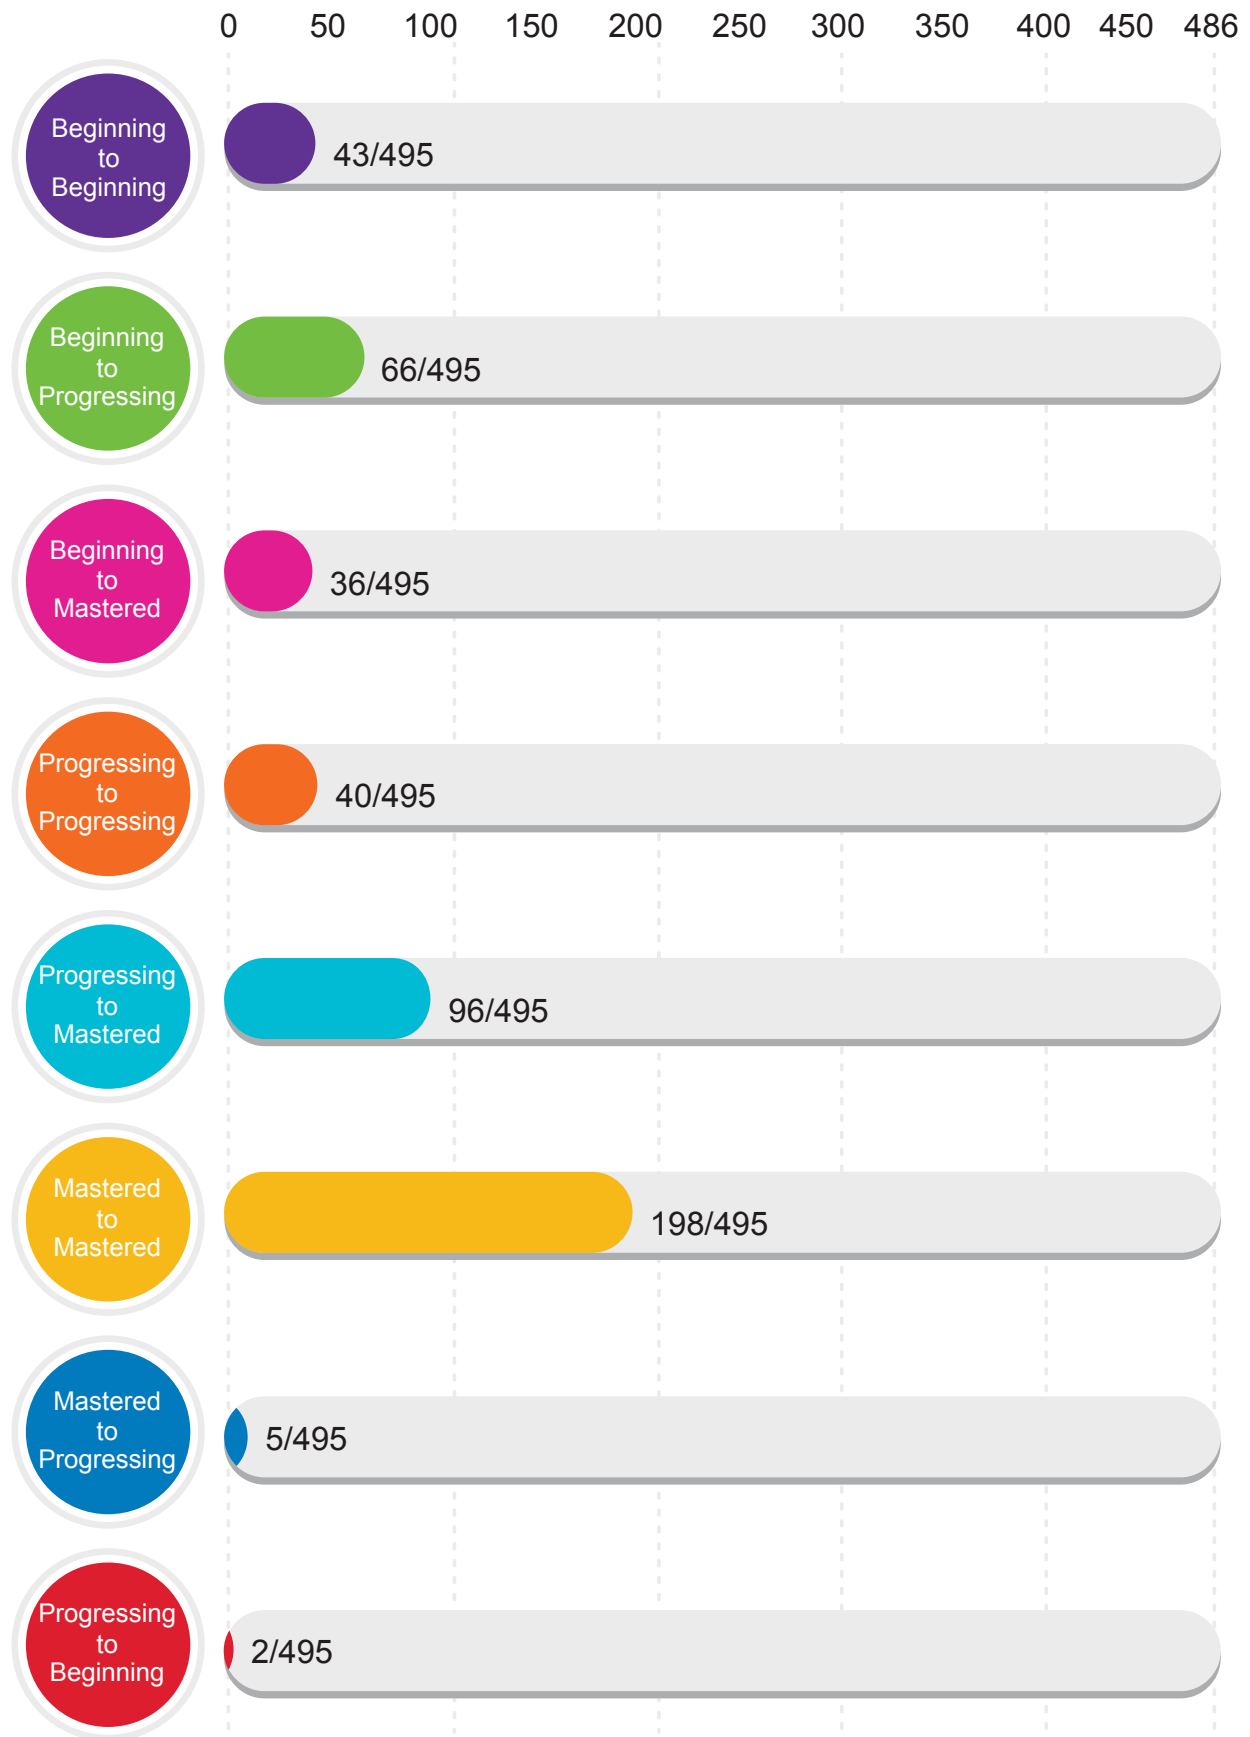 0 50 100 150 200 250 300 350 400 450 486
Beginning
to
Beginning
43/495
Beginning
to
Progressing
66/495
Beginning
to
Mastered
36/495
Progressing
to
Progressing
40/495
Progressing
to
Mastered
96/495
Mastered
to
Mastered
198/495
Mastered
to
Progressing
5/495
Progressing
to
Beginning
2/495